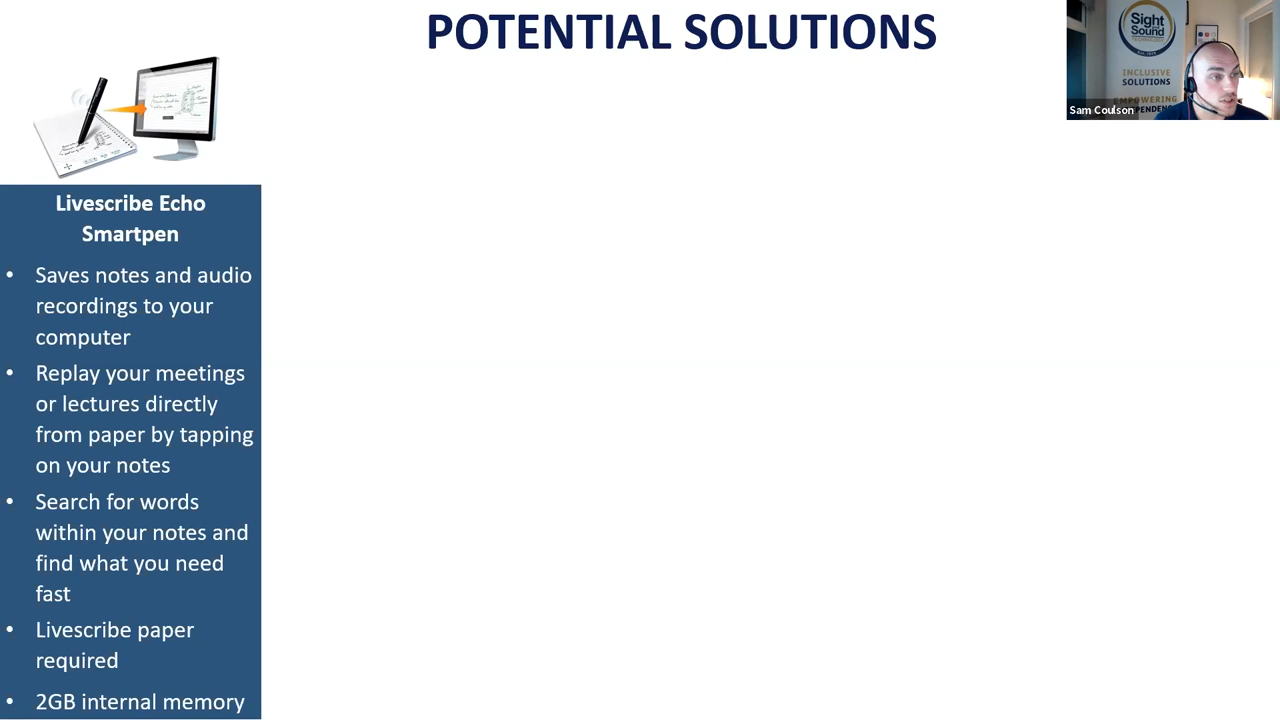 POTENTIAL SOLUTIONS
Sight
Sound
INCLUSIVE
SOLUTIONS
EMPOWERING
Sam Coulson
Livescribe Echo
Smartpen
• Saves notes and audio
recordings to your
computer
• Replay your meetings
or lectures directly
from paper by tapping
on your notes
• Search for words
within your notes and
find what you need
fast
• Livescribe paper
required
• 2GB internal memory